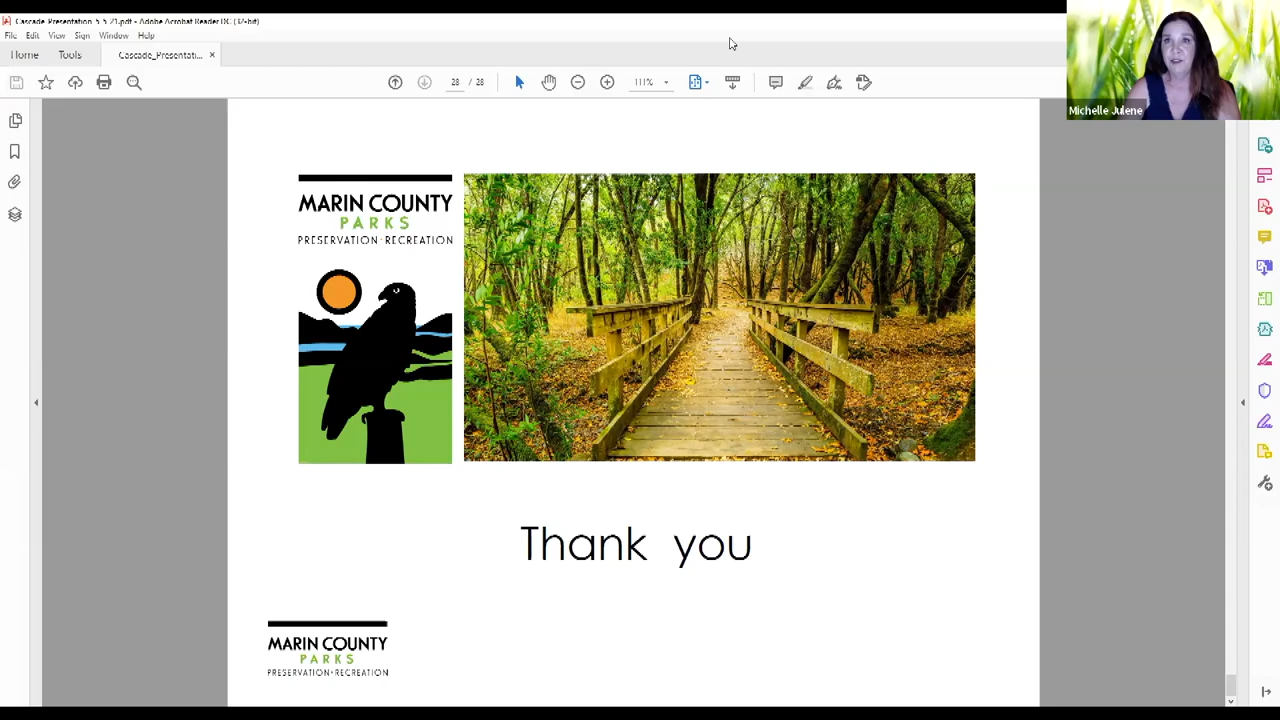 Cascade_Presentation_5_5_21.pdf - Adobe Acrobat Reader DC (32-bit)
File Edit View Sign Window Help
Home Tools Cascade_Presentati... ×
28 / 28 111%
Michelle Julene
MARIN COUNTY
PARKS
PRESERVATION·RECREATION
Thank you
MARIN COUNTY
PARKS
PRESERVATION·RECREATION